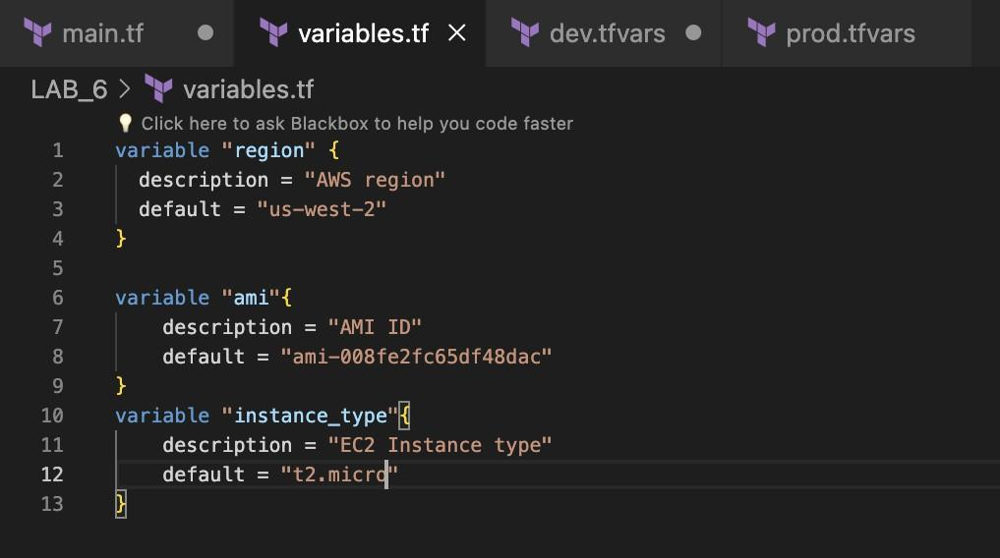 main.tf variables.tf dev.tfvars prod.tfvars
LAB_6 > variables.tf
Click here to ask Blackbox to help you code faster
1 variable "region" {
2 description = "AWS region"
3 default = "us-west-2"
4 }
5
6 variable "ami"{
7 description = "AMI ID"
8 default = "ami-008fe2fc65df48dac"
9 }
10 variable "instance_type"{
11 description = "EC2 Instance type"
12 default = "t2.micro"
13 }